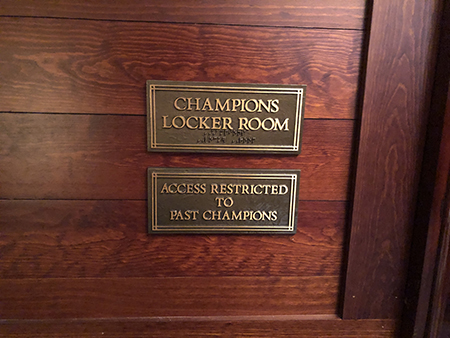 CHAMPIONS
LOCKER ROOM
ACCESS RESTRICTED
TO
PAST CHAMPIONS